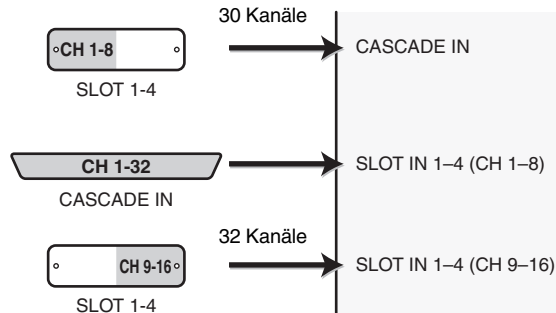 30 Kanäle
CH 1-8
CASCADE IN
SLOT 1-4
CH 1-32
SLOT IN 1–4 (CH 1–8)
CASCADE IN
32 Kanäle
CH 9-16
SLOT IN 1–4 (CH 9–16)
SLOT 1-4